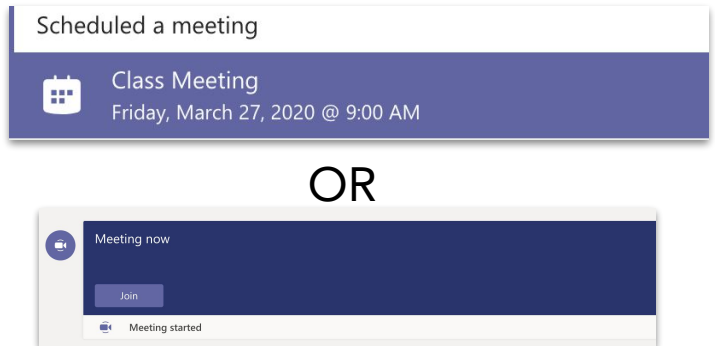 Scheduled a meeting
Class Meeting
Friday, March 27, 2020 @ 9:00 AM
OR
Meeting now
Join
Meeting started